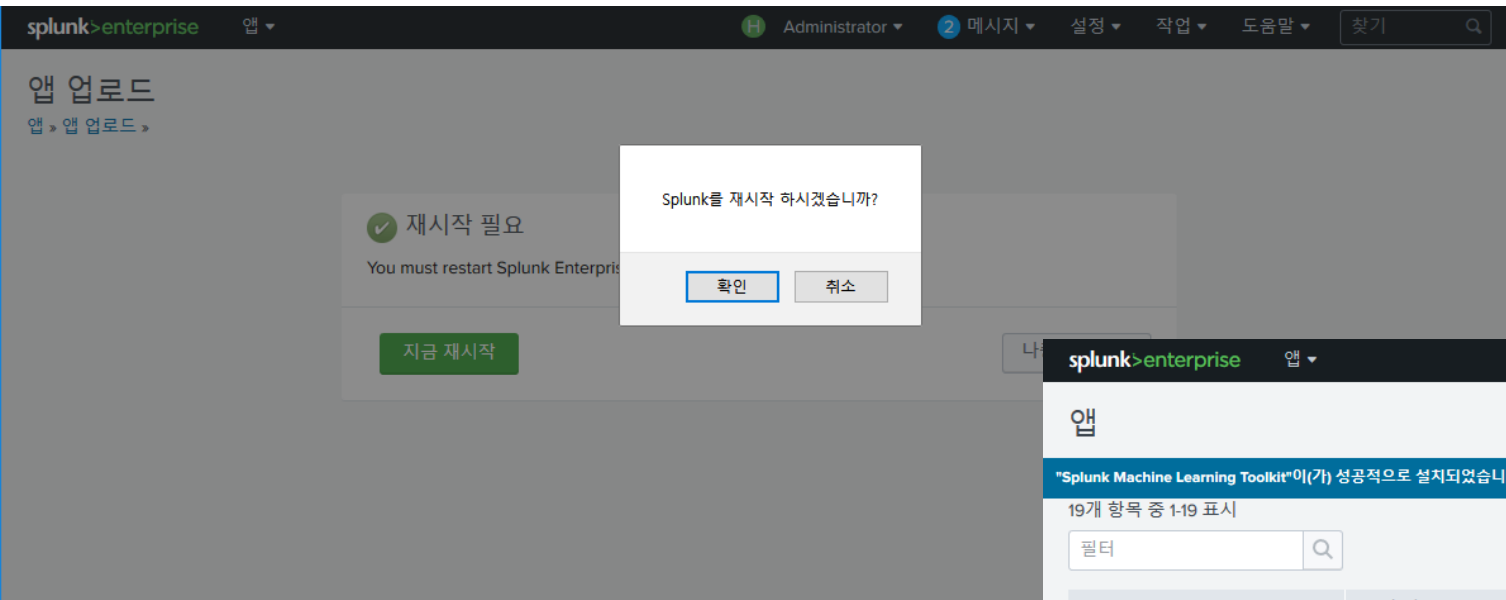 splunk>enterprise 앱 H Administrator 2 메시지 설정 작업 도움말 찾기
앱 업로드
앱 » 앱 업로드 »
Splunk를 재시작 하시겠습니까?
확인 취소
재시작 필요
You must restart Splunk
지금 재시작
splunk>enterprise 앱
앱
"Splunk Machine Learning Toolkit"이(가) 성공적으로 설치되었습니
19개 항목 중 1-19 표시
필터